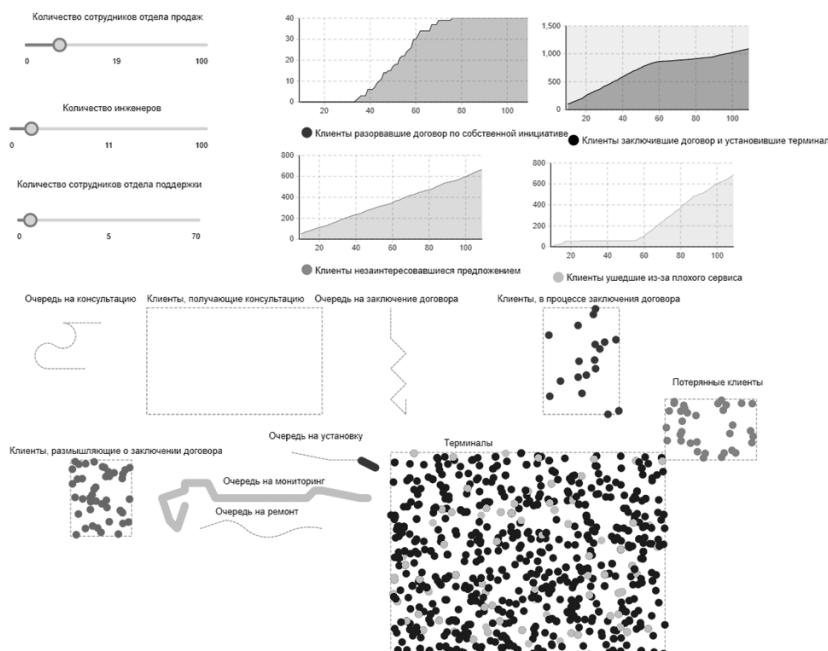 Количество сотрудников отдела продаж
0 19 100
Количество инженеров
0 11 100
Количество сотрудников отдела поддержки
0 5 70
40
30
20
10
0
20 40 60 80 100
Клиенты разорвавшие договор по собственной инициативе
1,500
1,000
500
0
20 40 60 80 100
Клиенты заключившие договор и установившие терминал
800
600
400
200
0
20 40 60 80 100
Клиенты незаинтересовавшиеся предложением
800
600
400
200
0
20 40 60 80 100
Клиенты ушедшие из-за плохого сервиса
Очередь на консультацию
Клиенты, получающие консультацию
Очередь на заключение договора
Клиенты, в процессе заключения договора
Потерянные клиенты
Клиенты, размышляющие о заключении договора
Очередь на установку
Терминалы
Очередь на мониторинг
Очередь на ремонт